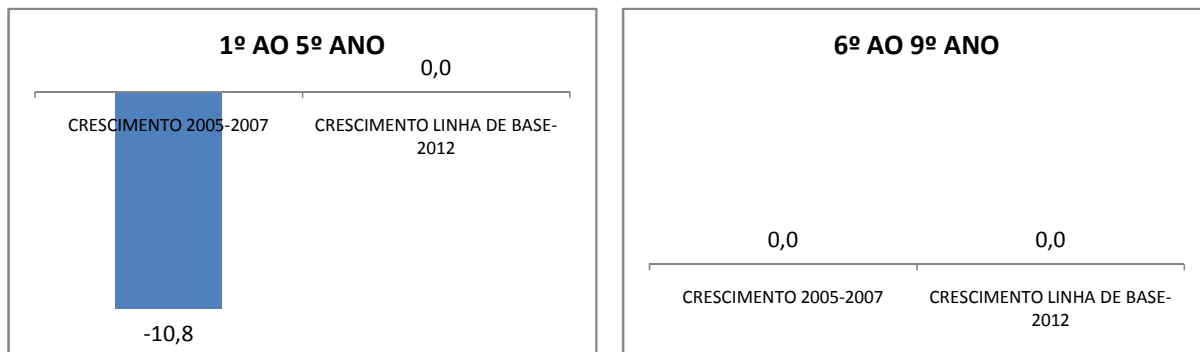 1º AO 5º ANO
0,0
CRESCIMENTO 2005-2007
CRESCIMENTO LINHA DE BASE-
2012
-10,8
6º AO 9º ANO
0,0
0,0
CRESCIMENTO 2005-2007
CRESCIMENTO LINHA DE BASE-
2012